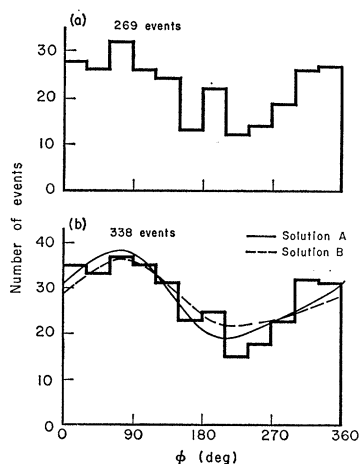 (a)
269 events
30
20
10
0
Number of events
(b)
338 events
Solution A
Solution B
40
30
20
10
0
0 90 180 270 360
ϕ (deg)